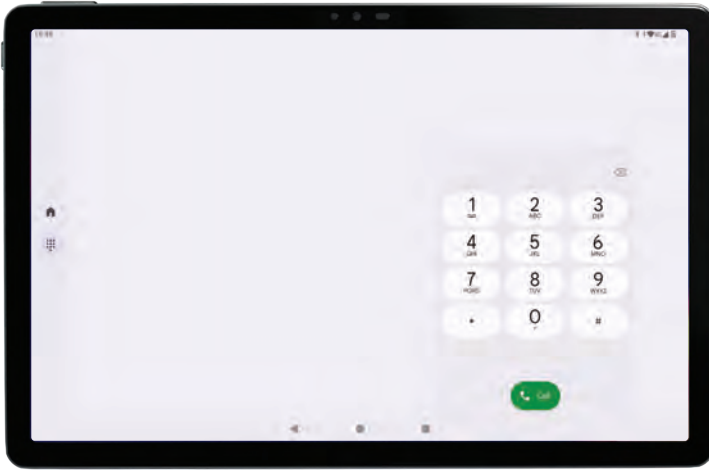 1 2 3
ABC DEF
4 5 6
GHI JKL MNO
7 8 9
PQRS TUV WXYZ
* 0 #
Call